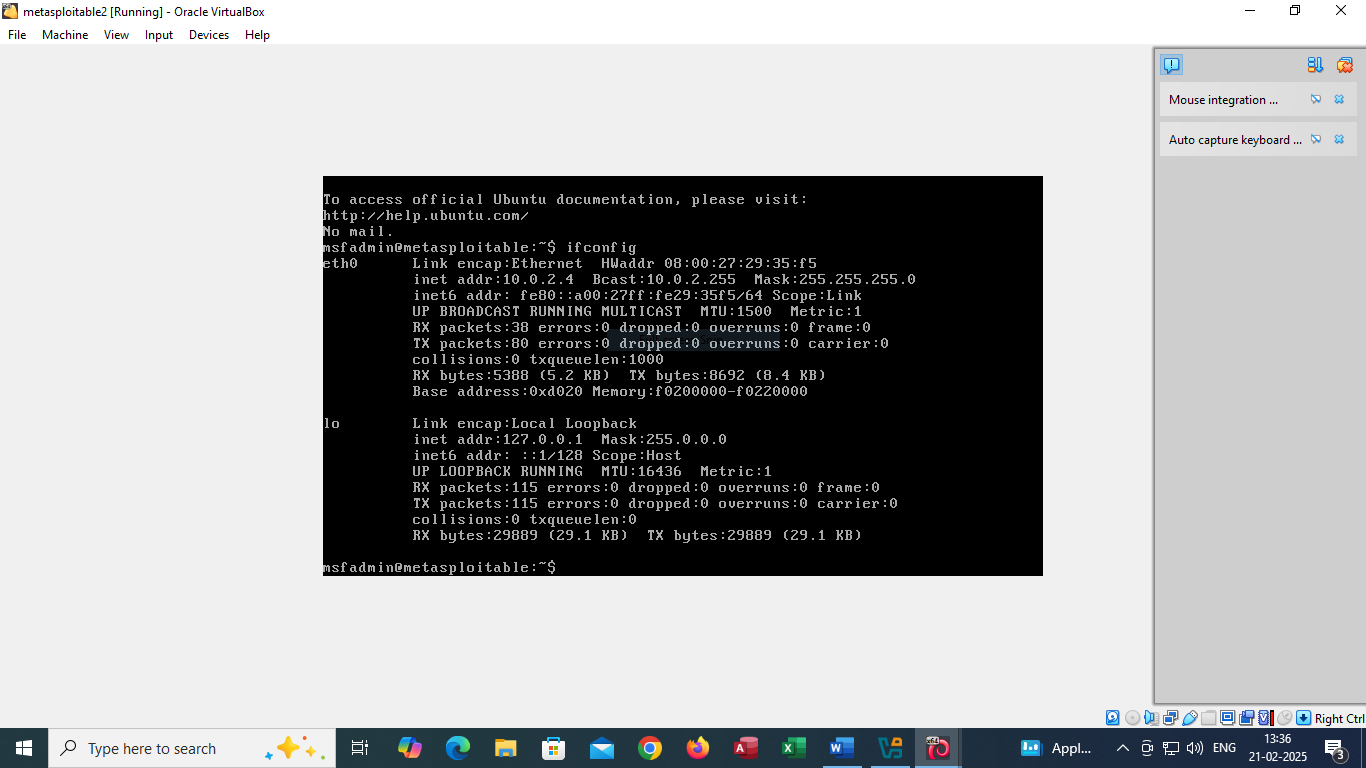 metasploitable2 [Running] - Oracle VirtualBox
File Machine View Input Devices Help
Mouse integration ...
Auto capture keyboard ...
To access official Ubuntu documentation, please visit:
http://help.ubuntu.com/
No mail.
msfadmin@metasploitable:~$ ifconfig
eth0 Link encap:Ethernet HWaddr 08:00:27:29:35:f5
inet addr:10.0.2.4 Bcast:10.0.2.255 Mask:255.255.255.0
inet6 addr: fe80::a00:27ff:fe29:35f5/64 Scope:Link
UP BROADCAST RUNNING MULTICAST MTU:1500 Metric:1
RX packets:38 errors:0 dropped:0 overruns:0 frame:0
TX packets:80 errors:0 dropped:0 overruns:0 carrier:0
collisions:0 txqueuelen:1000
RX bytes:5388 (5.2 KB) TX bytes:8692 (8.4 KB)
Base address:0xd020 Memory:f0200000-f0220000
lo Link encap:Local Loopback
inet addr:127.0.0.1 Mask:255.0.0.0
inet6 addr: ::1/128 Scope:Host
UP LOOPBACK RUNNING MTU:16436 Metric:1
RX packets:115 errors:0 dropped:0 overruns:0 frame:0
TX packets:115 errors:0 dropped:0 overruns:0 carrier:0
collisions:0 txqueuelen:0
RX bytes:29889 (29.1 KB) TX bytes:29889 (29.1 KB)
msfadmin@metasploitable:~$
Right Ctrl
Type here to search
Appl...
ENG
13:36
21-02-2025
3